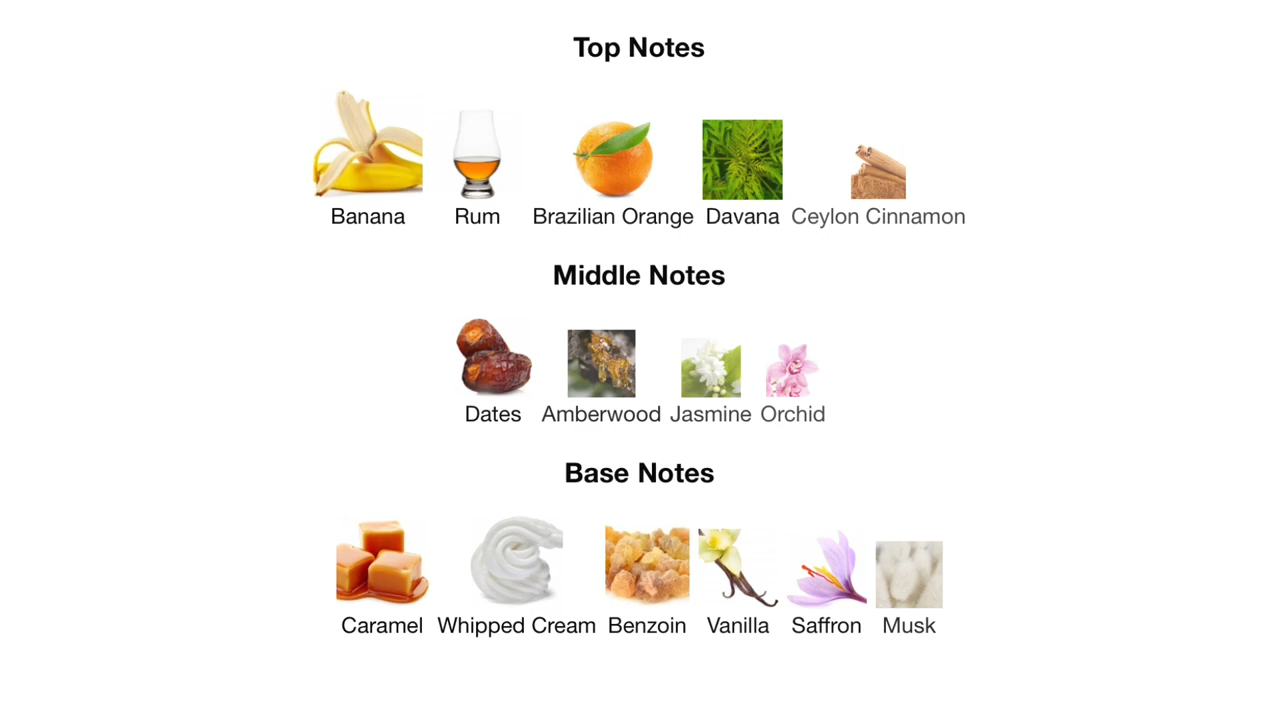 Top Notes
Banana Rum Brazilian Orange Davana Ceylon Cinnamon
Middle Notes
Dates Amberwood Jasmine Orchid
Base Notes
Caramel Whipped Cream Benzoin Vanilla Saffron Musk